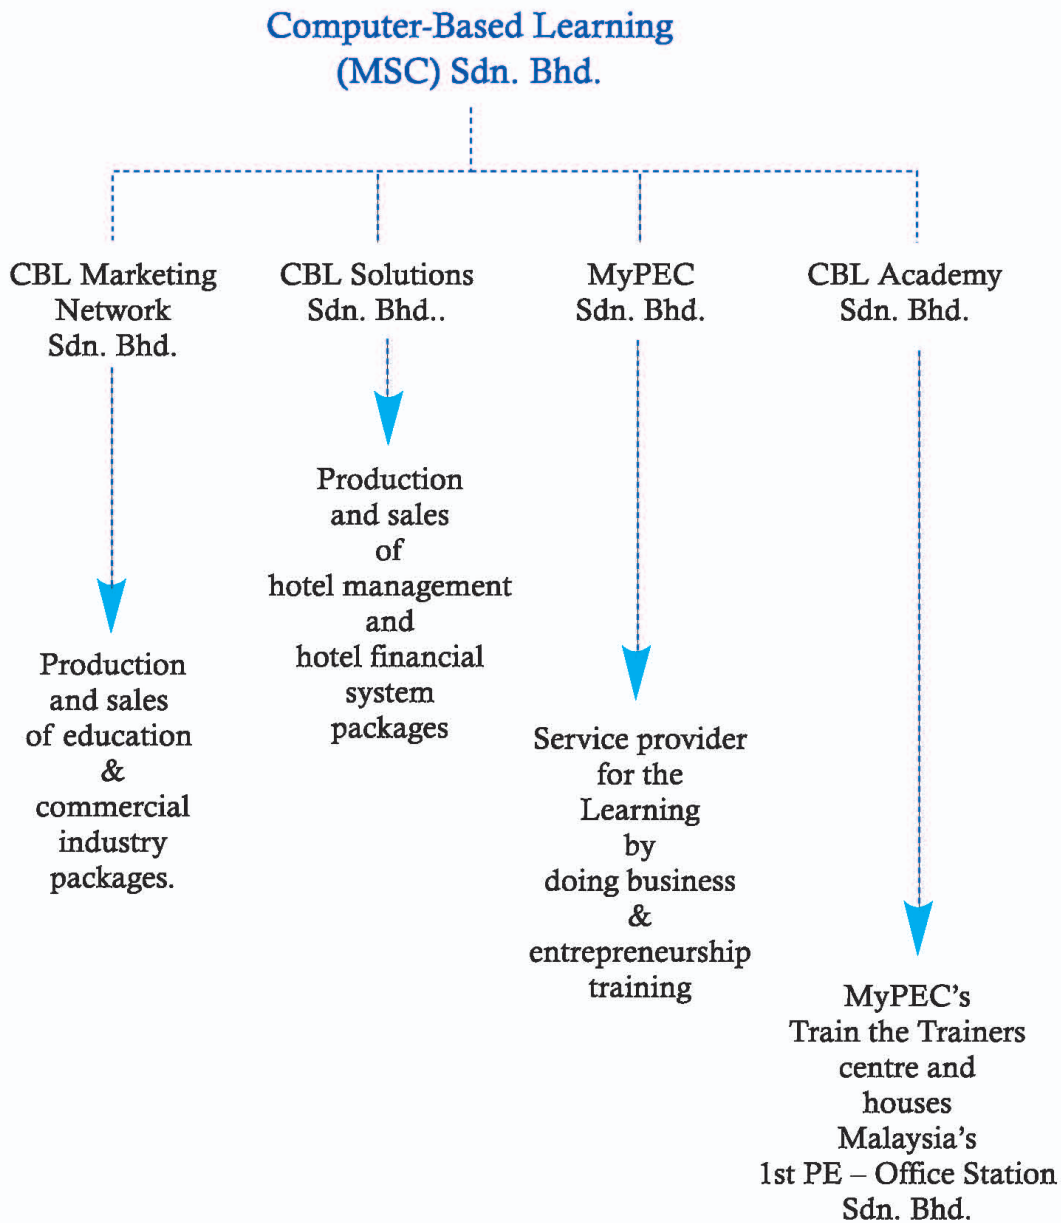 Computer-Based Learning
(MSC) Sdn. Bhd.
CBL Marketing
Network
Sdn. Bhd.
CBL Solutions
Sdn. Bhd..
MyPEC
Sdn. Bhd.
CBL Academy
Sdn. Bhd.
Production
and sales
of education
&
commercial
industry
packages.
Production
and sales
of
hotel management
and
hotel financial
system
packages
Service provider
for the
Learning
by
doing business
&
entrepreneurship
training
MyPEC’s
Train the Trainers
centre and
houses
Malaysia’s
1st PE – Office Station
Sdn. Bhd.